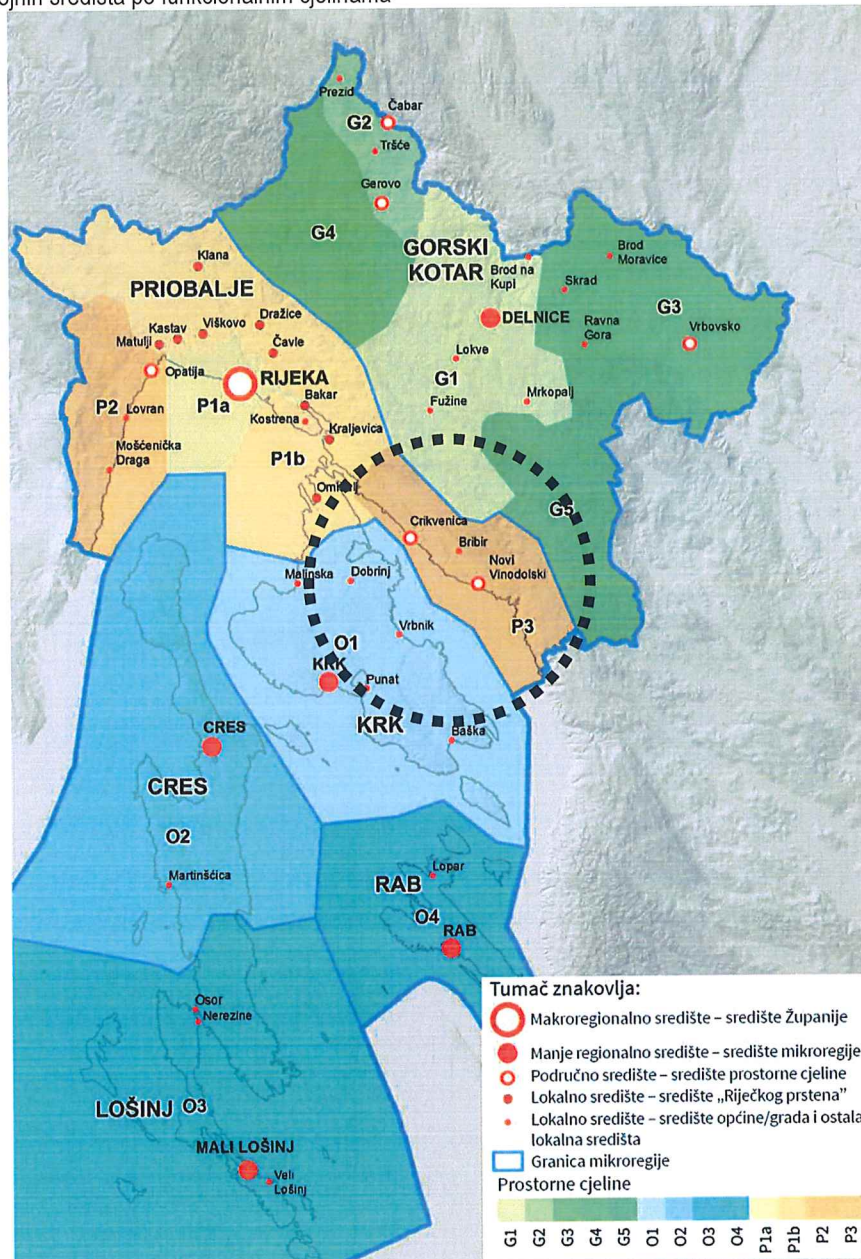 ojnih središta po funkcionalnim cjelinama
Prezid
Čabar
G2
Tršće
Gerovo
G4
GORSKI
KOTAR
Brod na
Kupi
Brod
Moravice
Skrad
G3
Klana
PRIOBALJE
DELNICE
Ravna
Gora
Vrbovsko
Dražice
Viškovo
Kastav
Matulji
Čavle
Lokve
Opatija
RIJEKA
G1
Mrkopalj
P2
Lovran
P1a
Bakar
Fužine
Kostrena
Kraljevica
Mošćenička
Draga
P1b
Omišalj
G5
Crikvenica
Bribir
Novi
Vinodolski
Malinska
Dobrinj
Vrbnik
P3
O1
KRK
Punat
KRK
Baška
CRES
CRES
O2
Martinšćica
Lopar
RAB
O4
RAB
Osor
Nerezine
LOŠINJ O3
MALI LOŠINJ
Veli
Lošinj
Tumač znakovlja:
Makroregionalno središte – središte Županije
Manje regionalno središte – središte mikroregije
Područno središte – središte prostorne cjeline
Lokalno središte – središte „Riječkog prstena"
Lokalno središte – središte općine/grada i ostala
lokalna središta
Granica mikroregije
Prostorne cjeline
G1 G2 G3 G4 G5 O1 O2 O3 O4 P1a P1b P2 P3